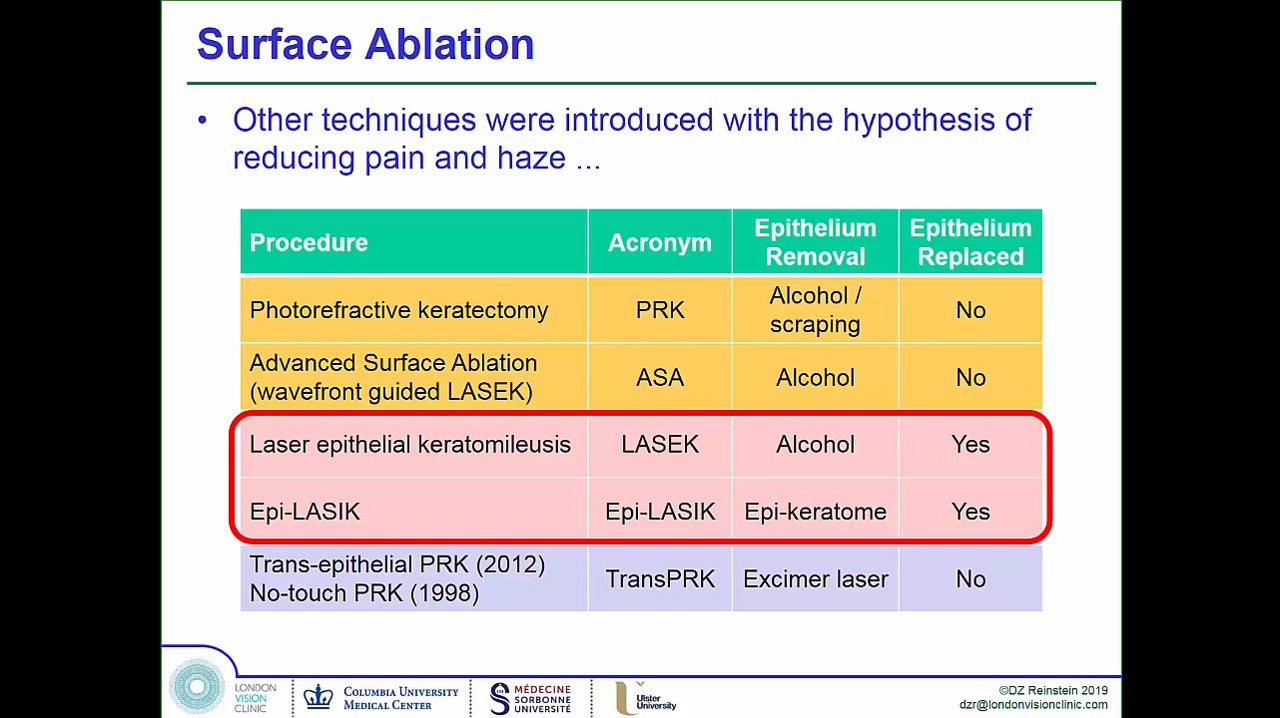 Surface Ablation
• Other techniques were introduced with the hypothesis of
reducing pain and haze ...
Procedure Acronym Epithelium Removal Epithelium Replaced
Photorefractive keratectomy PRK Alcohol / scraping No
Advanced Surface Ablation (wavefront guided LASEK) ASA Alcohol No
Laser epithelial keratomileusis LASEK Alcohol Yes
Epi-LASIK Epi-LASIK Epi-keratome Yes
Trans-epithelial PRK (2012) No-touch PRK (1998) TransPRK Excimer laser No
LONDON
VISION
CLINIC
COLUMBIA UNIVERSITY
MEDICAL CENTER
S
MÉDECINE
SORBONNE
UNIVERSITÉ
Ulster
University
©DZ Reinstein 2019
dzr@londonvisionclinic.com